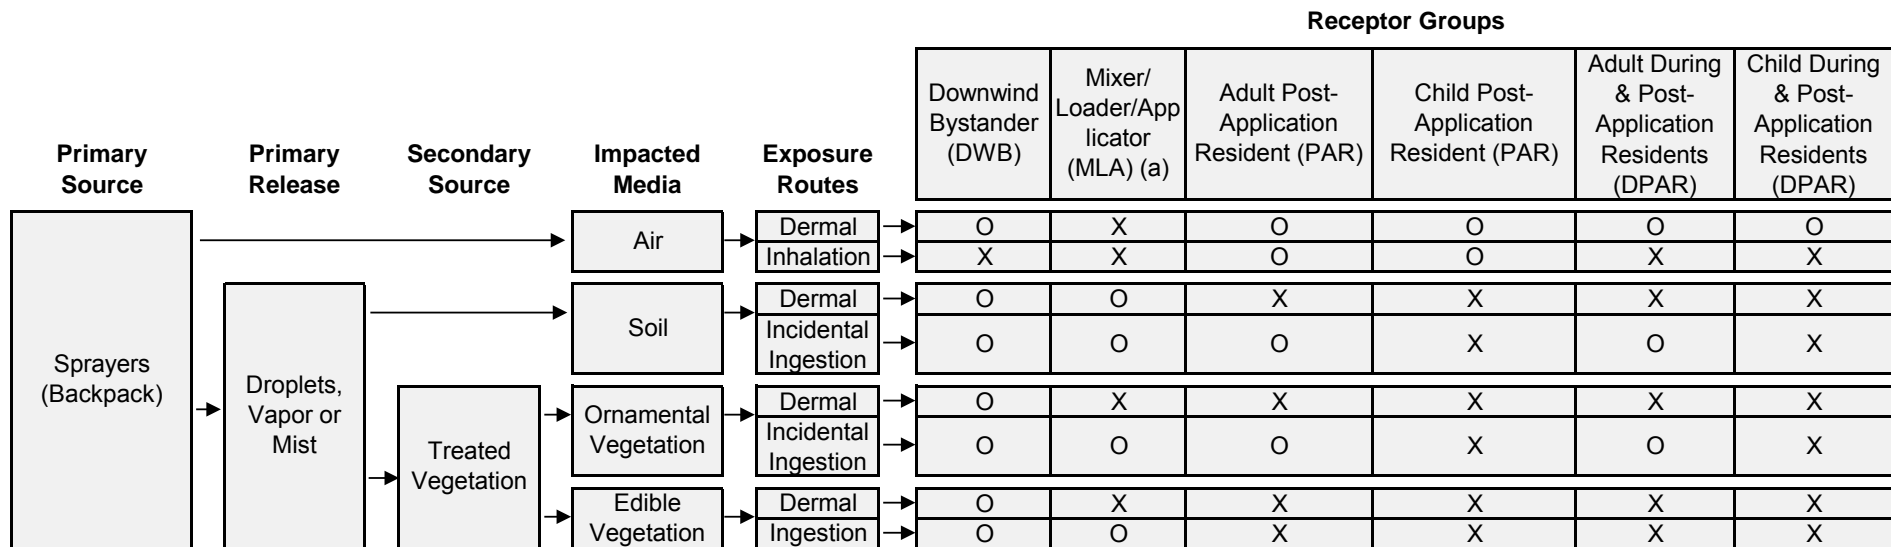 Receptor Groups
Primary
Source
Primary
Release
Secondary
Source
Impacted
Media
Exposure
Routes
Downwind
Bystander
(DWB)
Mixer/
Loader/App
licator
(MLA) (a)
Adult Post-
Application
Resident (PAR)
Child Post-
Application
Resident (PAR)
Adult During
& Post-
Application
Residents
(DPAR)
Child During
& Post-
Application
Residents
(DPAR)
Sprayers
(Backpack)
Droplets,
Vapor or
Mist
Treated
Vegetation
Air
Dermal O X O O O O
Inhalation X X O O X X
Soil
Dermal O O X X X X
Incidental
Ingestion O O O X O X
Ornamental
Vegetation
Dermal O X X X X X
Incidental
Ingestion O O O X O X
Edible
Vegetation
Dermal O X X X X X
Ingestion O O X X X X